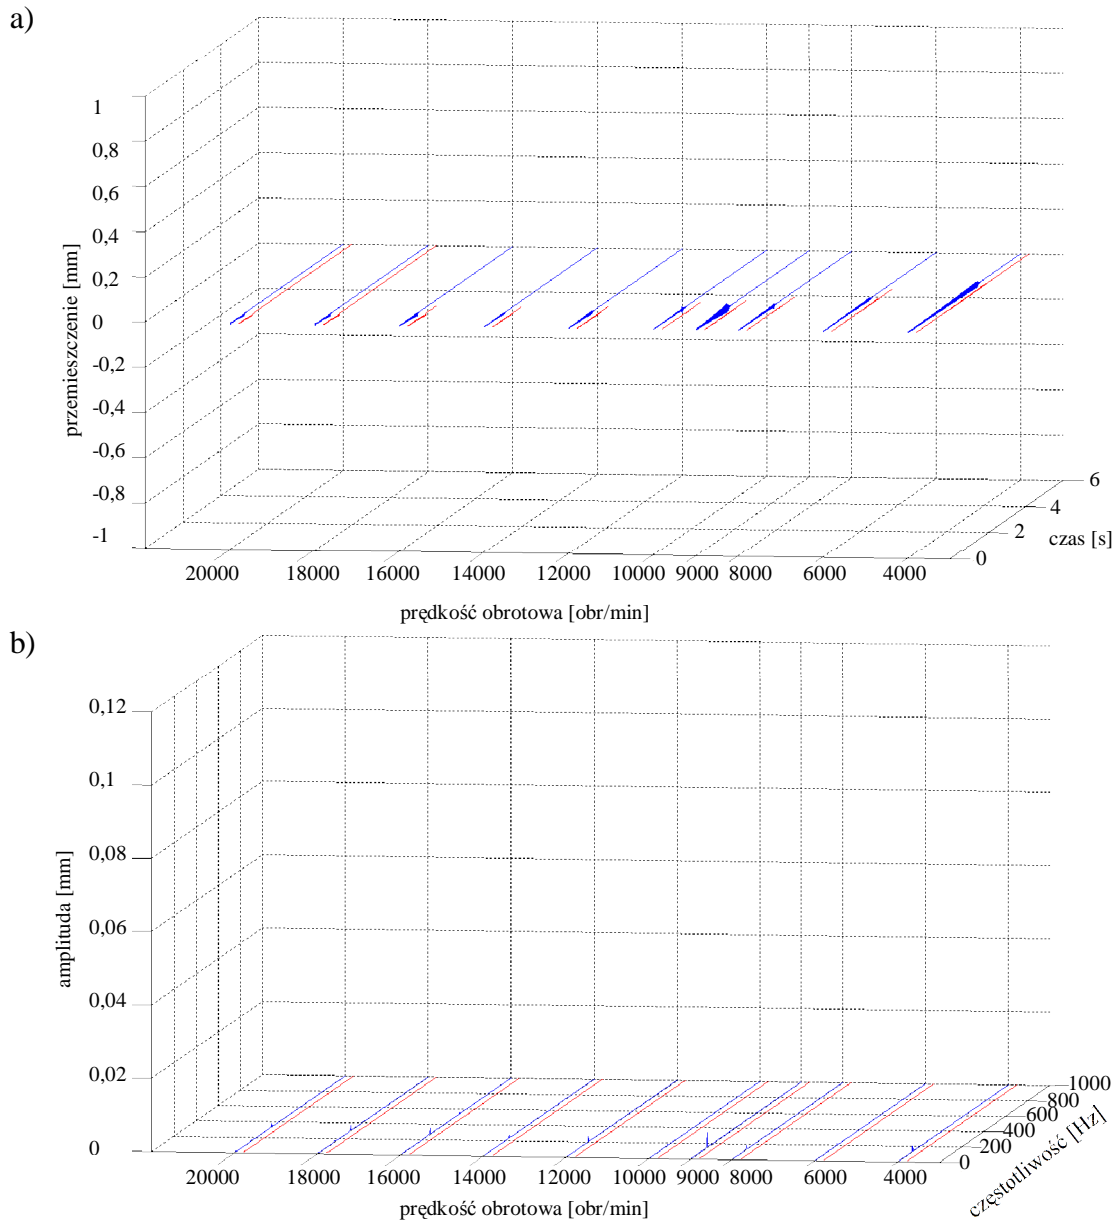 a)
1
0,8
0,6
0,4
0,2
0
-0,2
-0,4
-0,6
-0,8
-1
przemieszczenie [mm]
20000 18000 16000 14000 12000 10000 9000 8000 6000 4000
prędkość obrotowa [obr/min]
0 2 4 6
czas [s]
b)
0,12
0,1
0,08
0,06
0,04
0,02
0
amplituda [mm]
20000 18000 16000 14000 12000 10000 9000 8000 6000 4000
prędkość obrotowa [obr/min]
0 200 400 600 800 1000
częstotliwość [Hz]